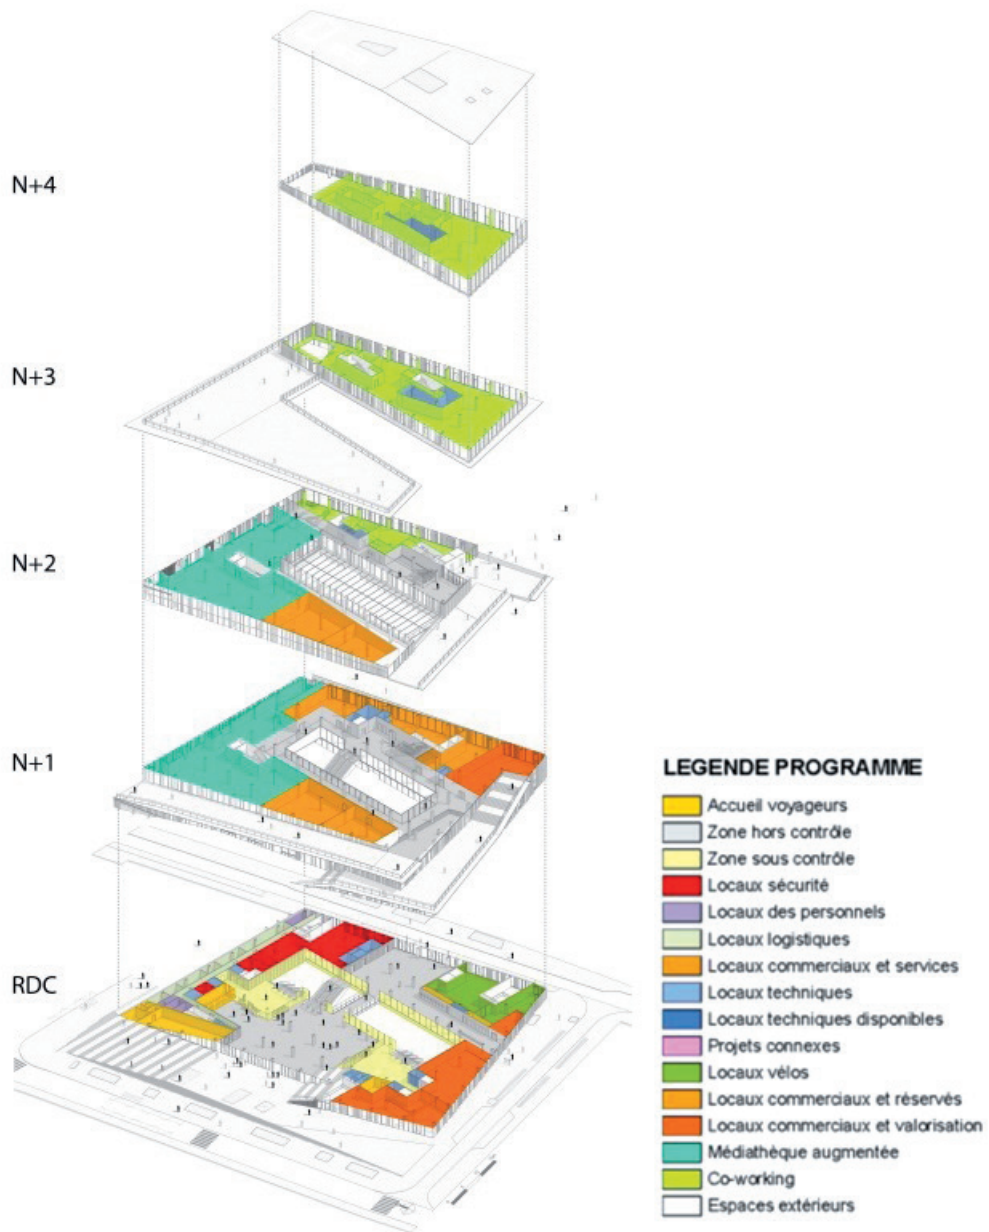 N+4
N+3
N+2
N+1
RDC
LEGENDE PROGRAMME
Accueil voyageurs
Zone hors contrôle
Zone sous contrôle
Locaux sécurité
Locaux des personnels
Locaux logistiques
Locaux commerciaux et services
Locaux techniques
Locaux techniques disponibles
Projets connexes
Locaux vélos
Locaux commerciaux et réservés
Locaux commerciaux et valorisation
Médiathèque augmentée
Co-working
Espaces extérieurs